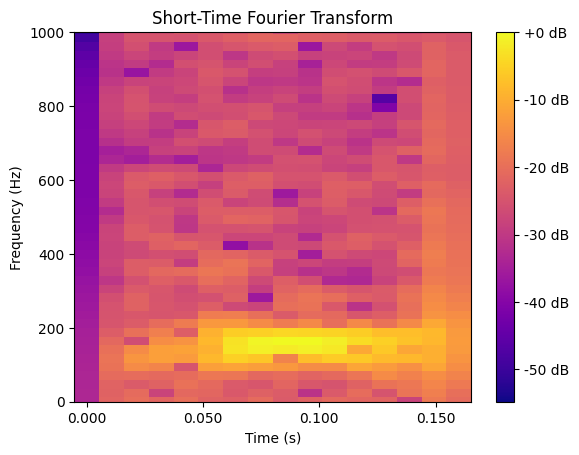 Short-Time Fourier Transform
1000
800
600
400
200
0
Frequency (Hz)
0.000
0.050
0.100
0.150
Time (s)
+0 dB
-10 dB
-20 dB
-30 dB
-40 dB
-50 dB